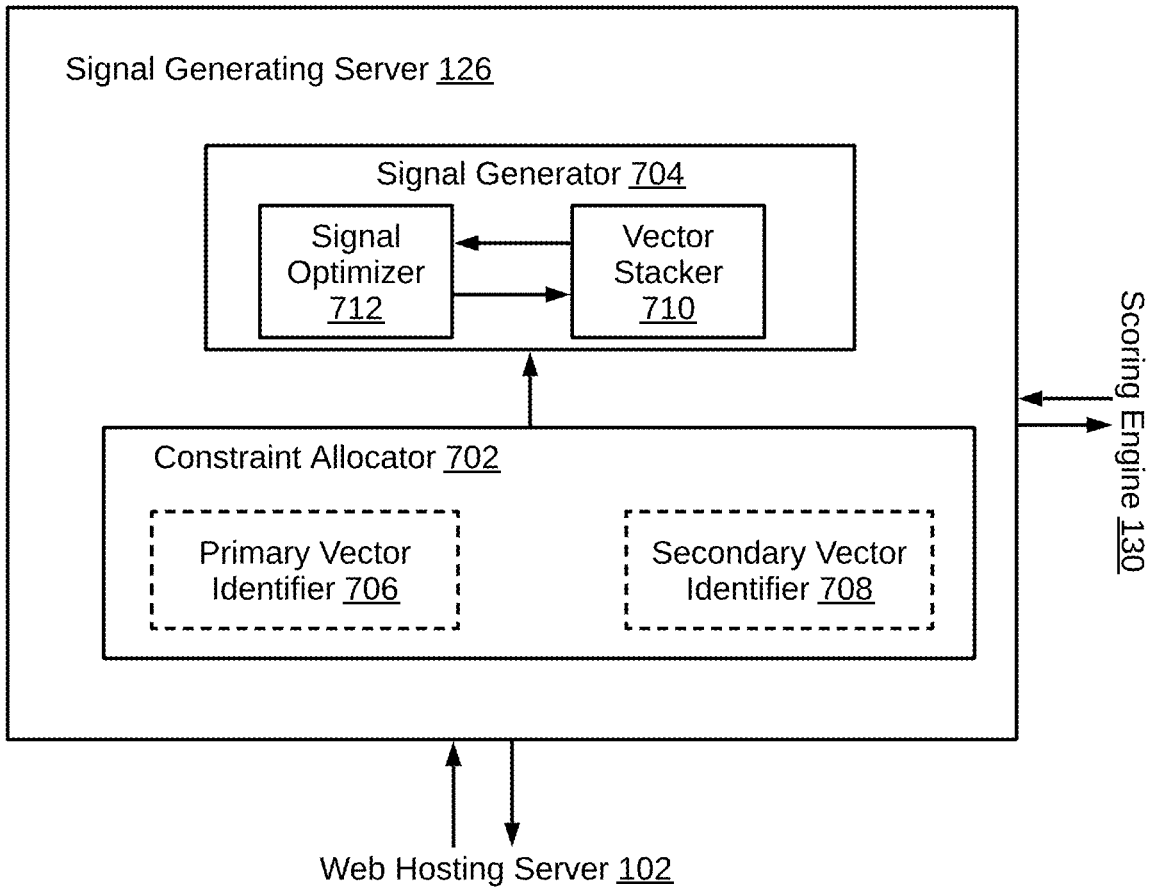 Signal Generating Server 126
Signal Generator 704
Signal
Optimizer
712
Vector
Stacker
710
Constraint Allocator 702
Primary Vector
Identifier 706
Secondary Vector
Identifier 708
Scoring Engine 130
Web Hosting Server 102